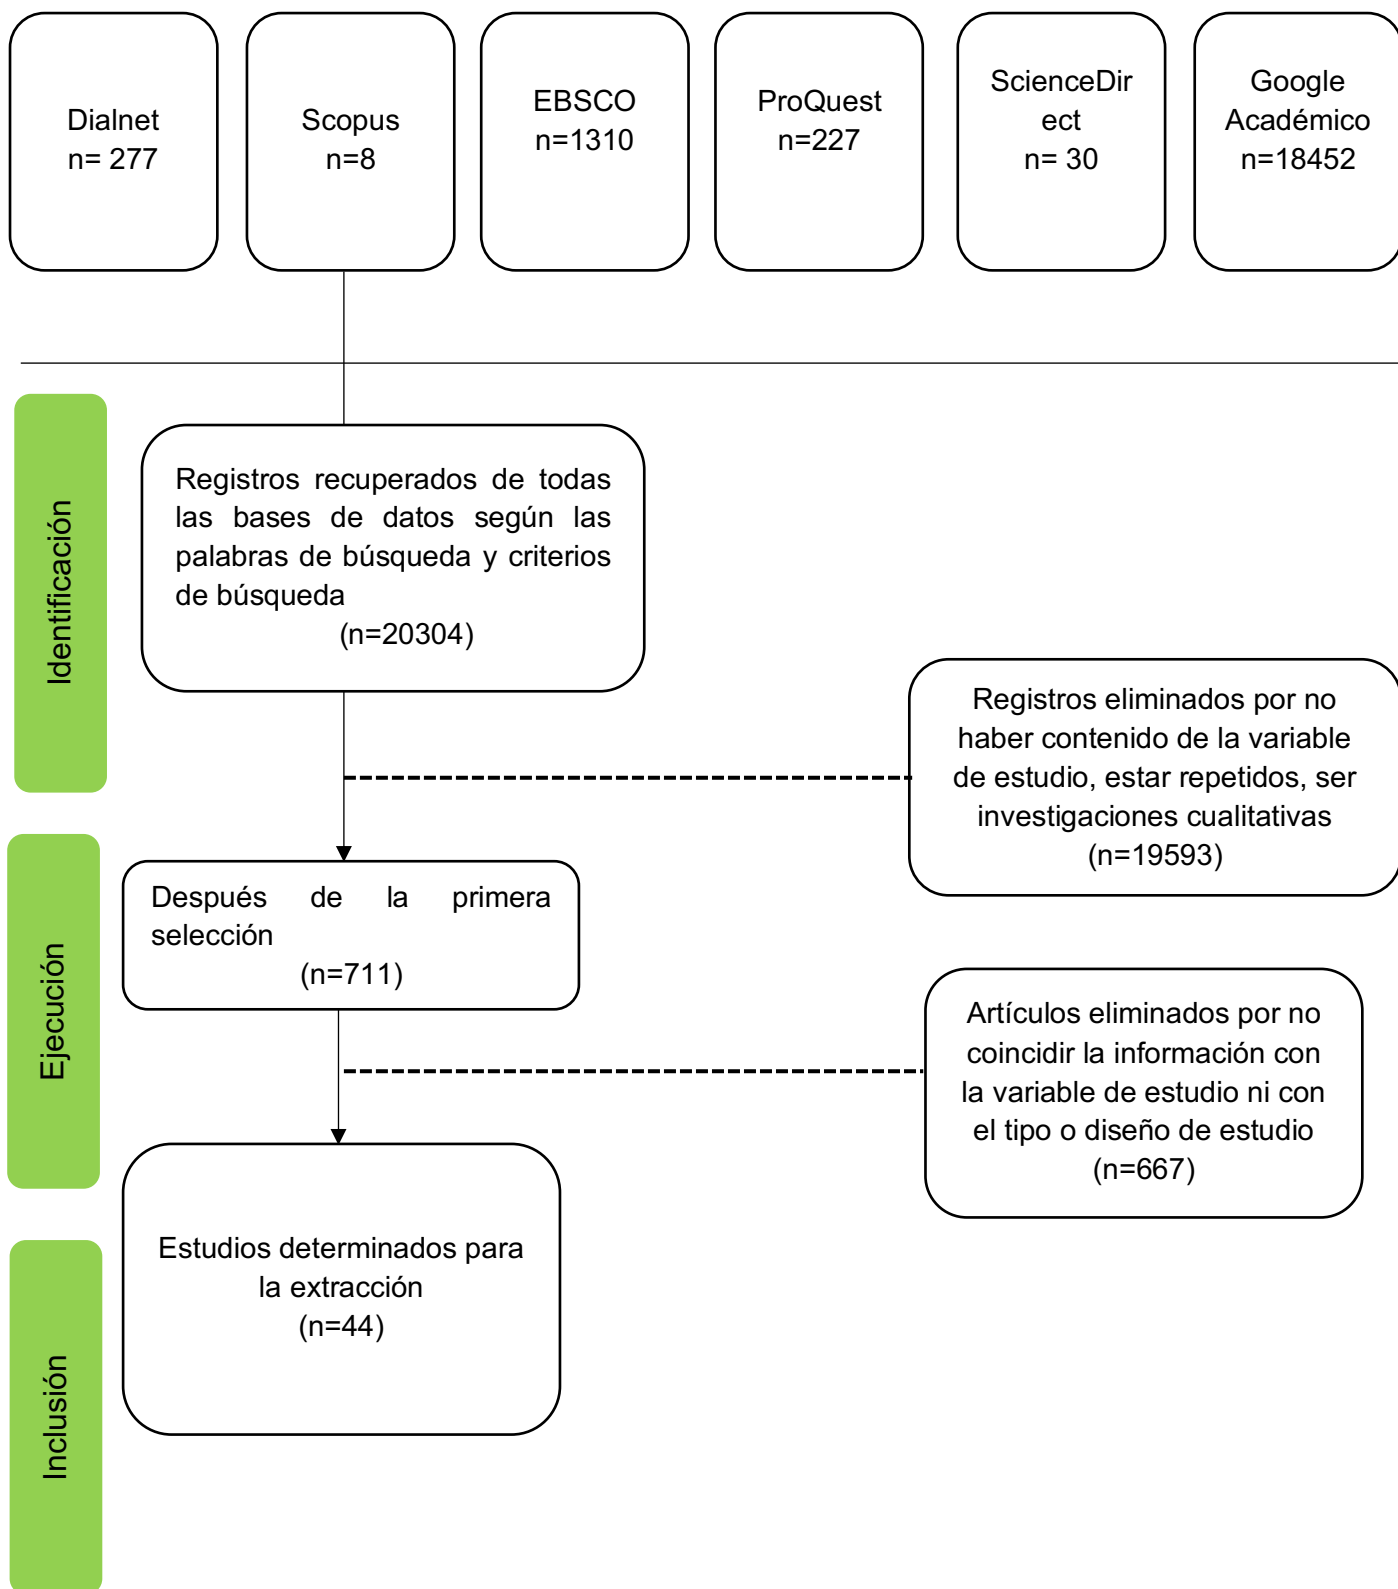 Dialnet
n= 277
Scopus
n=8
EBSCO
n=1310
ProQuest
n=227
ScienceDir
ect
n= 30
Google
Académico
n=18452
Identificación
Registros recuperados de todas
las bases de datos según las
palabras de búsqueda y criterios
de búsqueda
(n=20304)
Registros eliminados por no
haber contenido de la variable
de estudio, estar repetidos, ser
investigaciones cualitativas
(n=19593)
Ejecución
Después de la primera
selección
(n=711)
Artículos eliminados por no
coincidir la información con
la variable de estudio ni con
el tipo o diseño de estudio
(n=667)
Inclusión
Estudios determinados para
la extracción
(n=44)